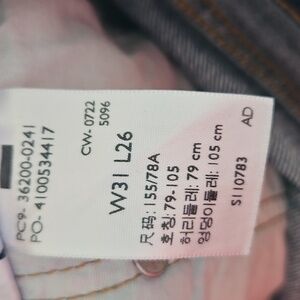 PC9- 36200-0241
PO- 4100534417
CW- 0722
5096
W31 L26
尺码: 155/78A
호칭: 79-105
허리둘레: 79 cm
엉덩이둘레: 105 cm
S110783
AD